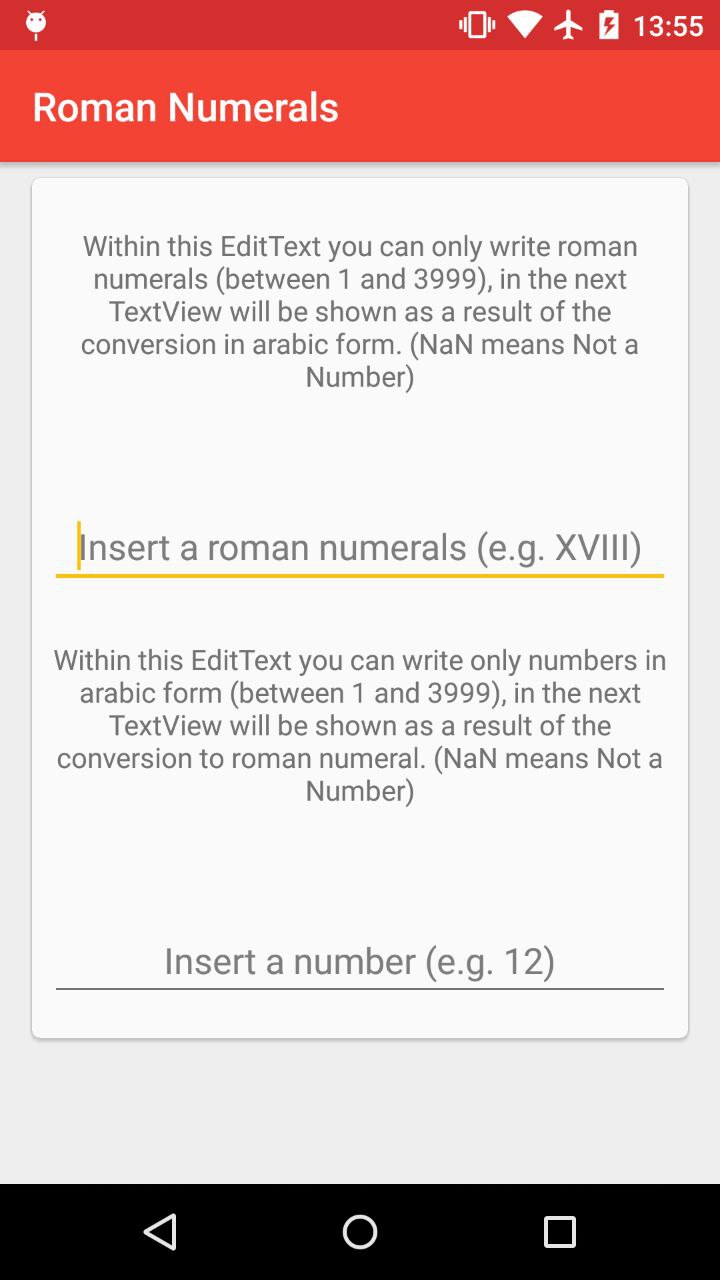 13:55
Roman Numerals
Within this EditText you can only write roman
numerals (between 1 and 3999), in the next
TextView will be shown as a result of the
conversion in arabic form. (NaN means Not a
Number)
Insert a roman numerals (e.g. XVIII)
Within this EditText you can write only numbers in
arabic form (between 1 and 3999), in the next
TextView will be shown as a result of the
conversion to roman numeral. (NaN means Not a
Number)
Insert a number (e.g. 12)